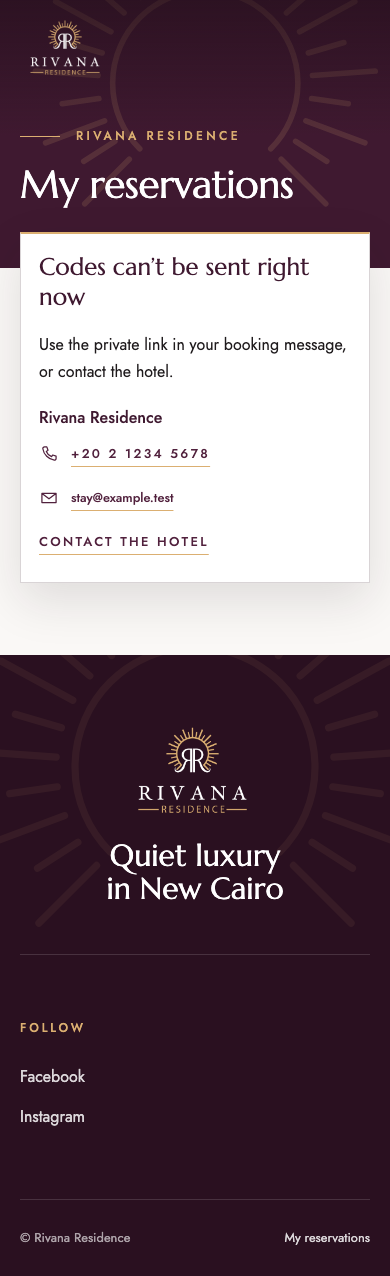 RIVANA
RESIDENCE
RIVANA RESIDENCE
My reservations
Codes can’t be sent right
now
Use the private link in your booking message,
or contact the hotel.
Rivana Residence
+20 2 1234 5678
stay@example.test
CONTACT THE HOTEL
RIVANA
RESIDENCE
Quiet luxury
in New Cairo
FOLLOW
Facebook
Instagram
© Rivana Residence My reservations